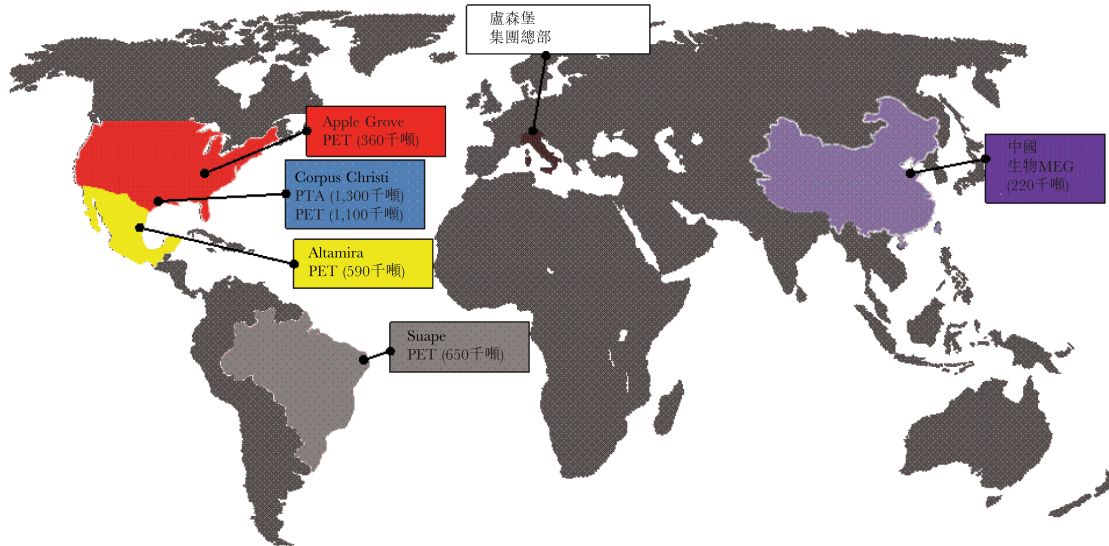 盧森堡
集團總部
Apple Grove
PET (360千噸)
Corpus Christi
PTA (1,300千噸)
PET (1,100千噸)
Altamira
PET (590千噸)
Suape
PET (650千噸)
中國
生物MEG
(220千噸)